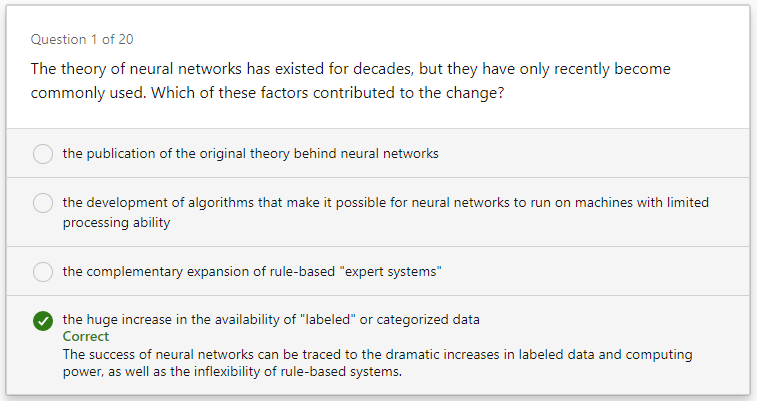 Question 1 of 20
The theory of neural networks has existed for decades, but they have only recently become
commonly used. Which of these factors contributed to the change?
the publication of the original theory behind neural networks
the development of algorithms that make it possible for neural networks to run on machines with limited
processing ability
the complementary expansion of rule-based "expert systems"
the huge increase in the availability of "labeled" or categorized data
Correct
The success of neural networks can be traced to the dramatic increases in labeled data and computing
power, as well as the inflexibility of rule-based systems.